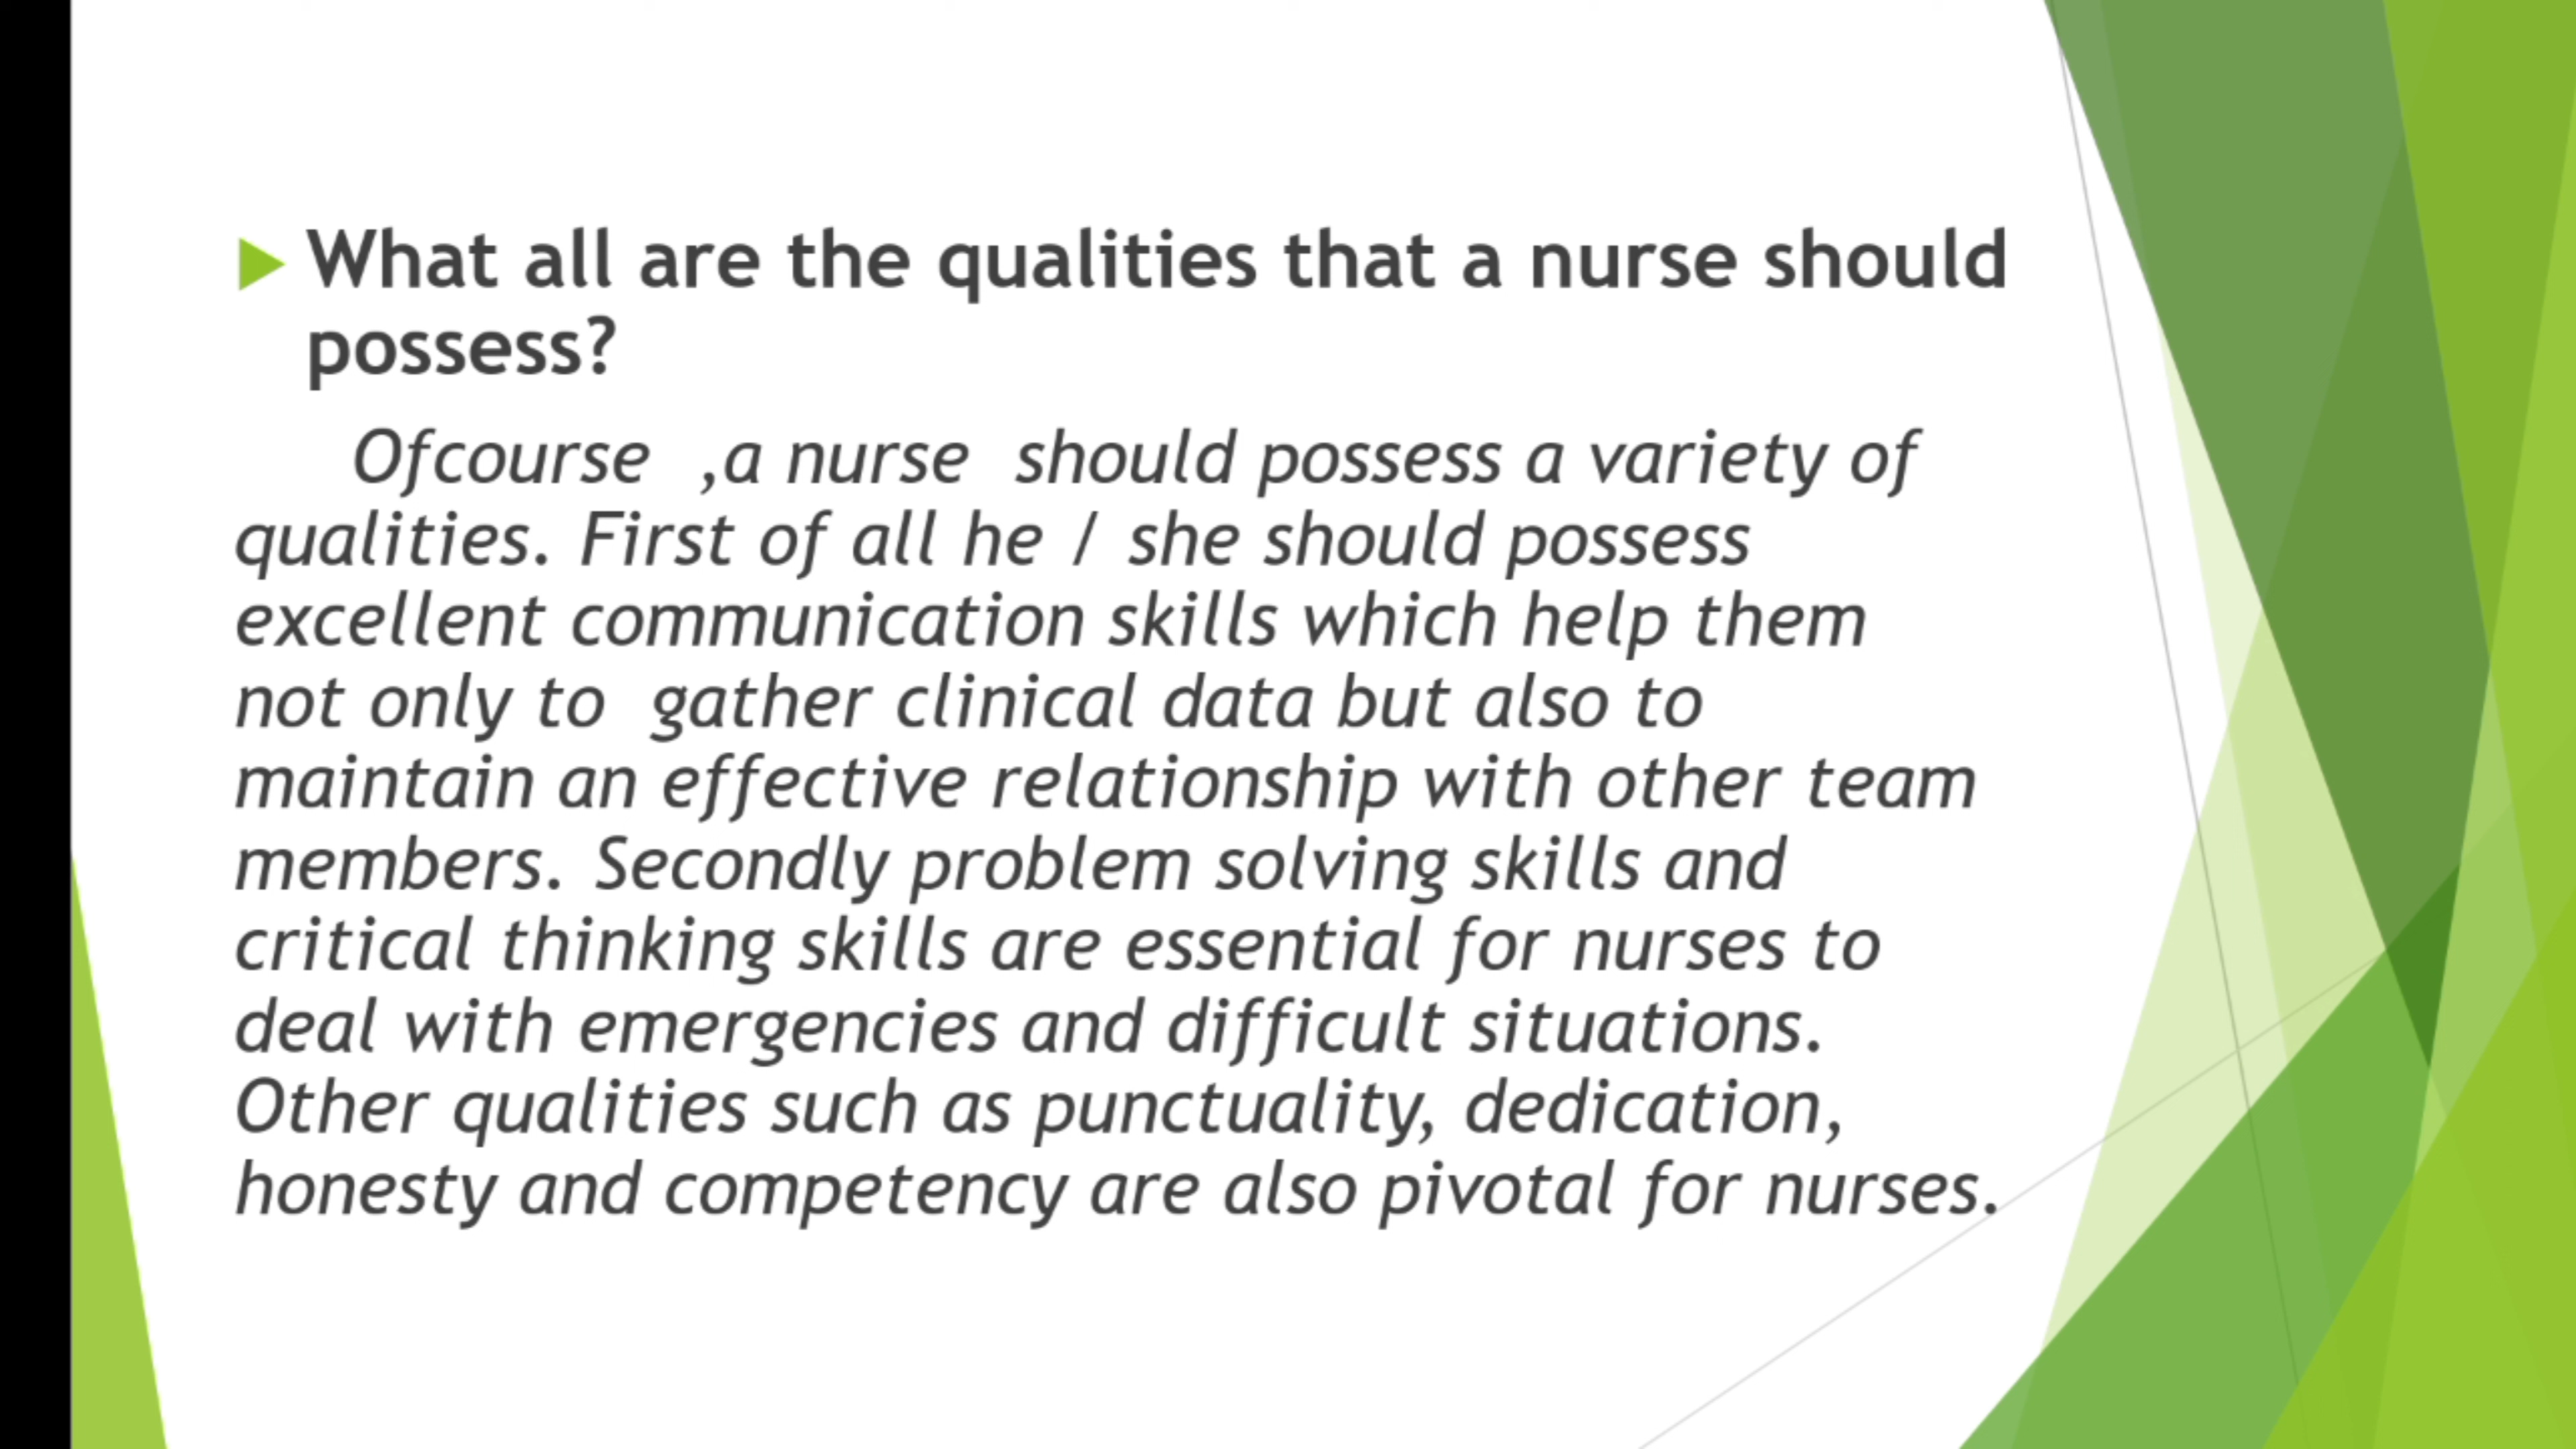 What all are the qualities that a nurse should
possess?
Ofcourse ,a nurse should possess a variety of
qualities. First of all he / she should possess
excellent communication skills which help them
not only to gather clinical data but also to
maintain an effective relationship with other team
members. Secondly problem solving skills and
critical thinking skills are essential for nurses to
deal with emergencies and difficult situations.
Other qualities such as punctuality, dedication,
honesty and competency are also pivotal for nurses.